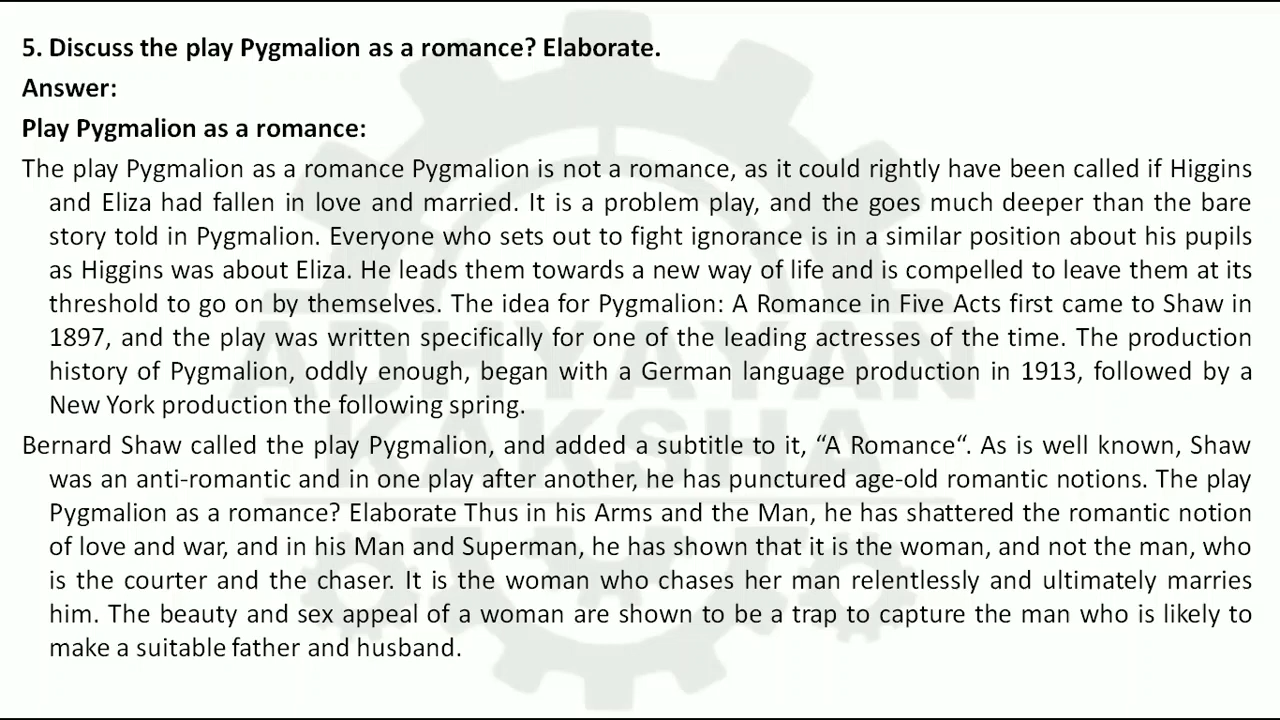 5. Discuss the play Pygmalion as a romance? Elaborate.
Answer:
Play Pygmalion as a romance:
The play Pygmalion as a romance Pygmalion is not a romance, as it could rightly have been called if Higgins
and Eliza had fallen in love and married. It is a problem play, and the goes much deeper than the bare
story told in Pygmalion. Everyone who sets out to fight ignorance is in a similar position about his pupils
as Higgins was about Eliza. He leads them towards a new way of life and is compelled to leave them at its
threshold to go on by themselves. The idea for Pygmalion: A Romance in Five Acts first came to Shaw in
1897, and the play was written specifically for one of the leading actresses of the time. The production
history of Pygmalion, oddly enough, began with a German language production in 1913, followed by a
New York production the following spring.
Bernard Shaw called the play Pygmalion, and added a subtitle to it, “A Romance“. As is well known, Shaw
was an anti-romantic and in one play after another, he has punctured age-old romantic notions. The play
Pygmalion as a romance? Elaborate Thus in his Arms and the Man, he has shattered the romantic notion
of love and war, and in his Man and Superman, he has shown that it is the woman, and not the man, who
is the courter and the chaser. It is the woman who chases her man relentlessly and ultimately marries
him. The beauty and sex appeal of a woman are shown to be a trap to capture the man who is likely to
make a suitable father and husband.
ADHYAYAN
KAKSHA